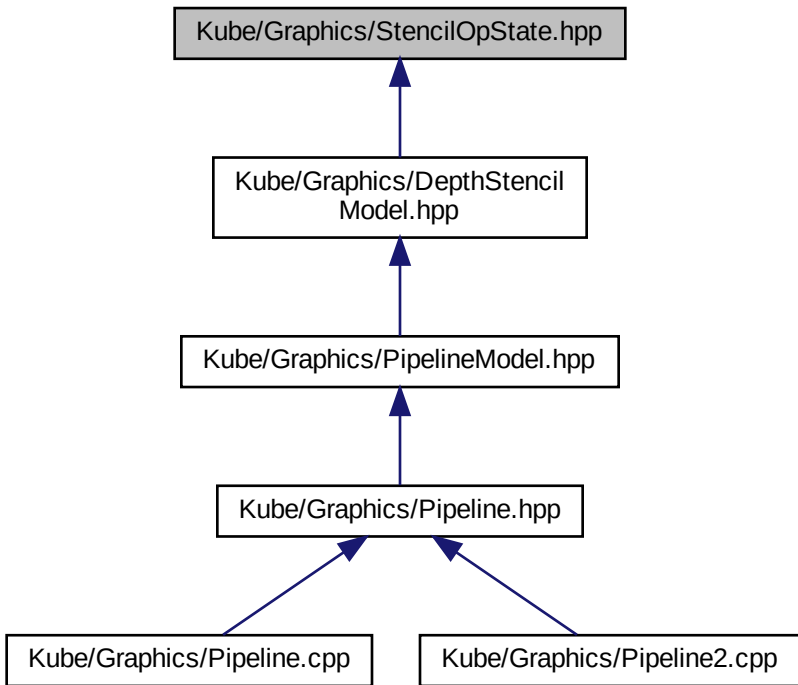 Kube/Graphics/StencilOpState.hpp
Kube/Graphics/DepthStencil
Model.hpp
Kube/Graphics/PipelineModel.hpp
Kube/Graphics/Pipeline.hpp
Kube/Graphics/Pipeline.cpp
Kube/Graphics/Pipeline2.cpp